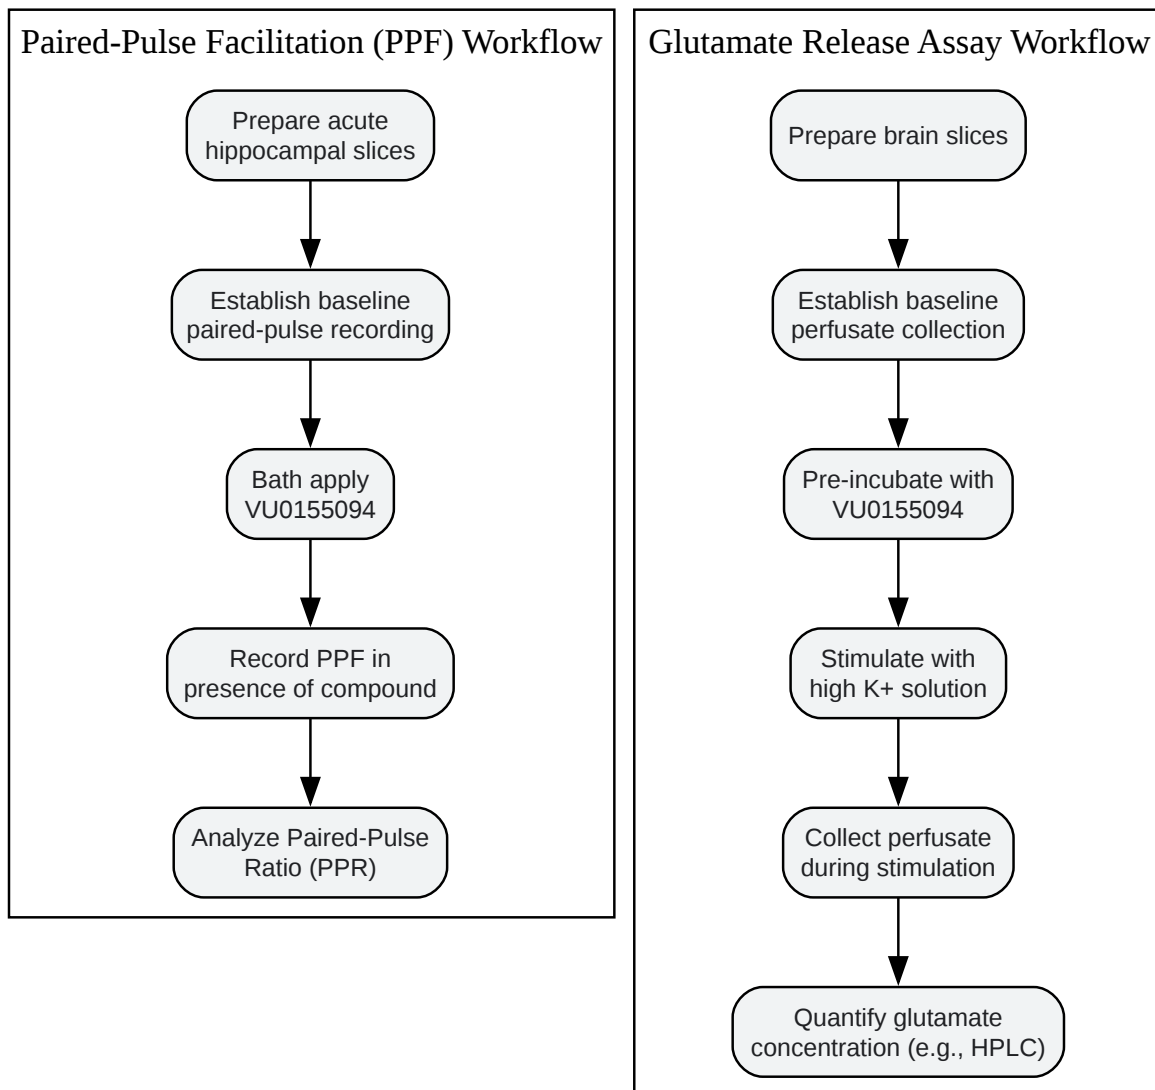 Paired-Pulse Facilitation (PPF) Workflow
Prepare acute
hippocampal slices
Establish baseline
paired-pulse recording
Bath apply
VU0155094
Record PPF in
presence of compound
Analyze Paired-Pulse
Ratio (PPR)
Glutamate Release Assay Workflow
Prepare brain slices
Establish baseline
perfusate collection
Pre-incubate with
VU0155094
Stimulate with
high K+ solution
Collect perfusate
during stimulation
Quantify glutamate
concentration (e.g., HPLC)